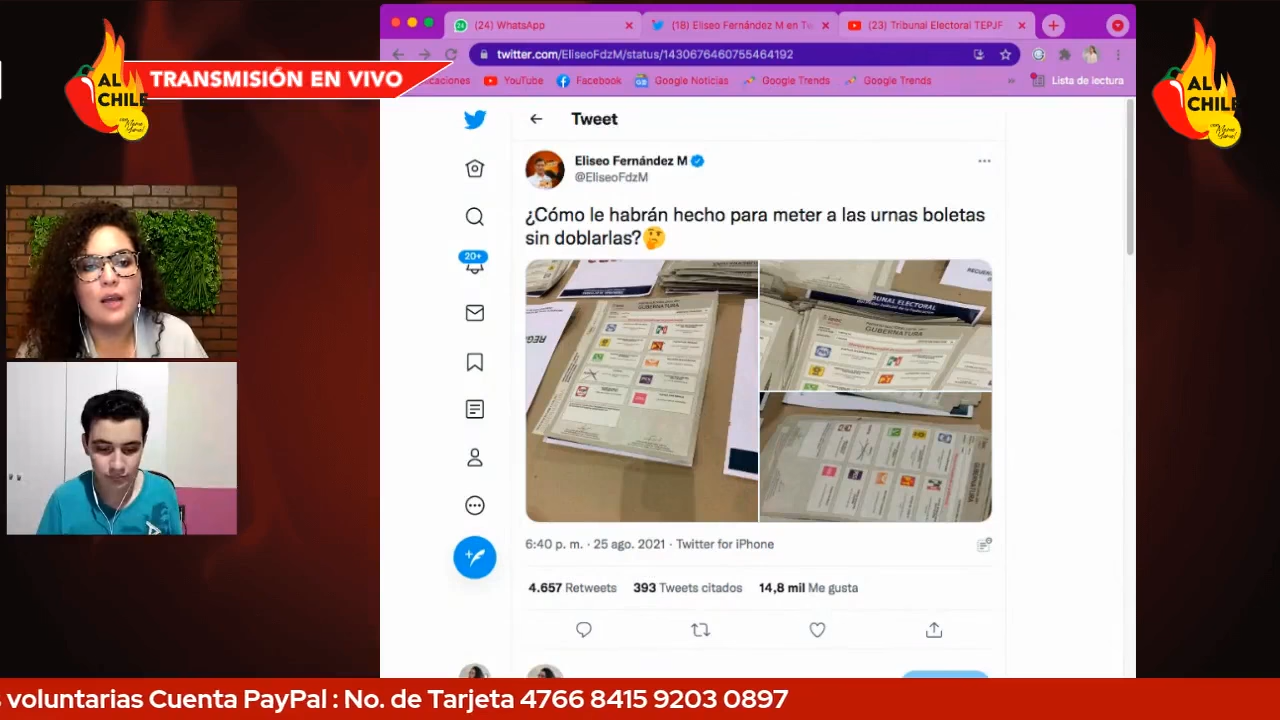 AL
CHILE
TRANSMISIÓN EN VIVO
(24) WhatsApp
(18) Eliseo Fernández M en Tw
(23) Tribunal Electoral TEPJF
twitter.com/EliseoFdzM/status/1430676460755464192
caciones
YouTube
Facebook
Google Noticias
Google Trends
Google Trends
Lista de lectura
AL
CHILE
Tweet
Eliseo Fernández M
@EliseoFdzM
¿Cómo le habrán hecho para meter a las urnas boletas
sin doblarlas?🤔
20+
GUBERNATURA
BUNAL ELECTORAL
GUBERNATURA
GUBERNATURA
6:40 p. m. · 25 ago. 2021 · Twitter for iPhone
4.657 Retweets 393 Tweets citados 14,8 mil Me gusta
s voluntarias Cuenta PayPal : No. de Tarjeta 4766 8415 9203 0897